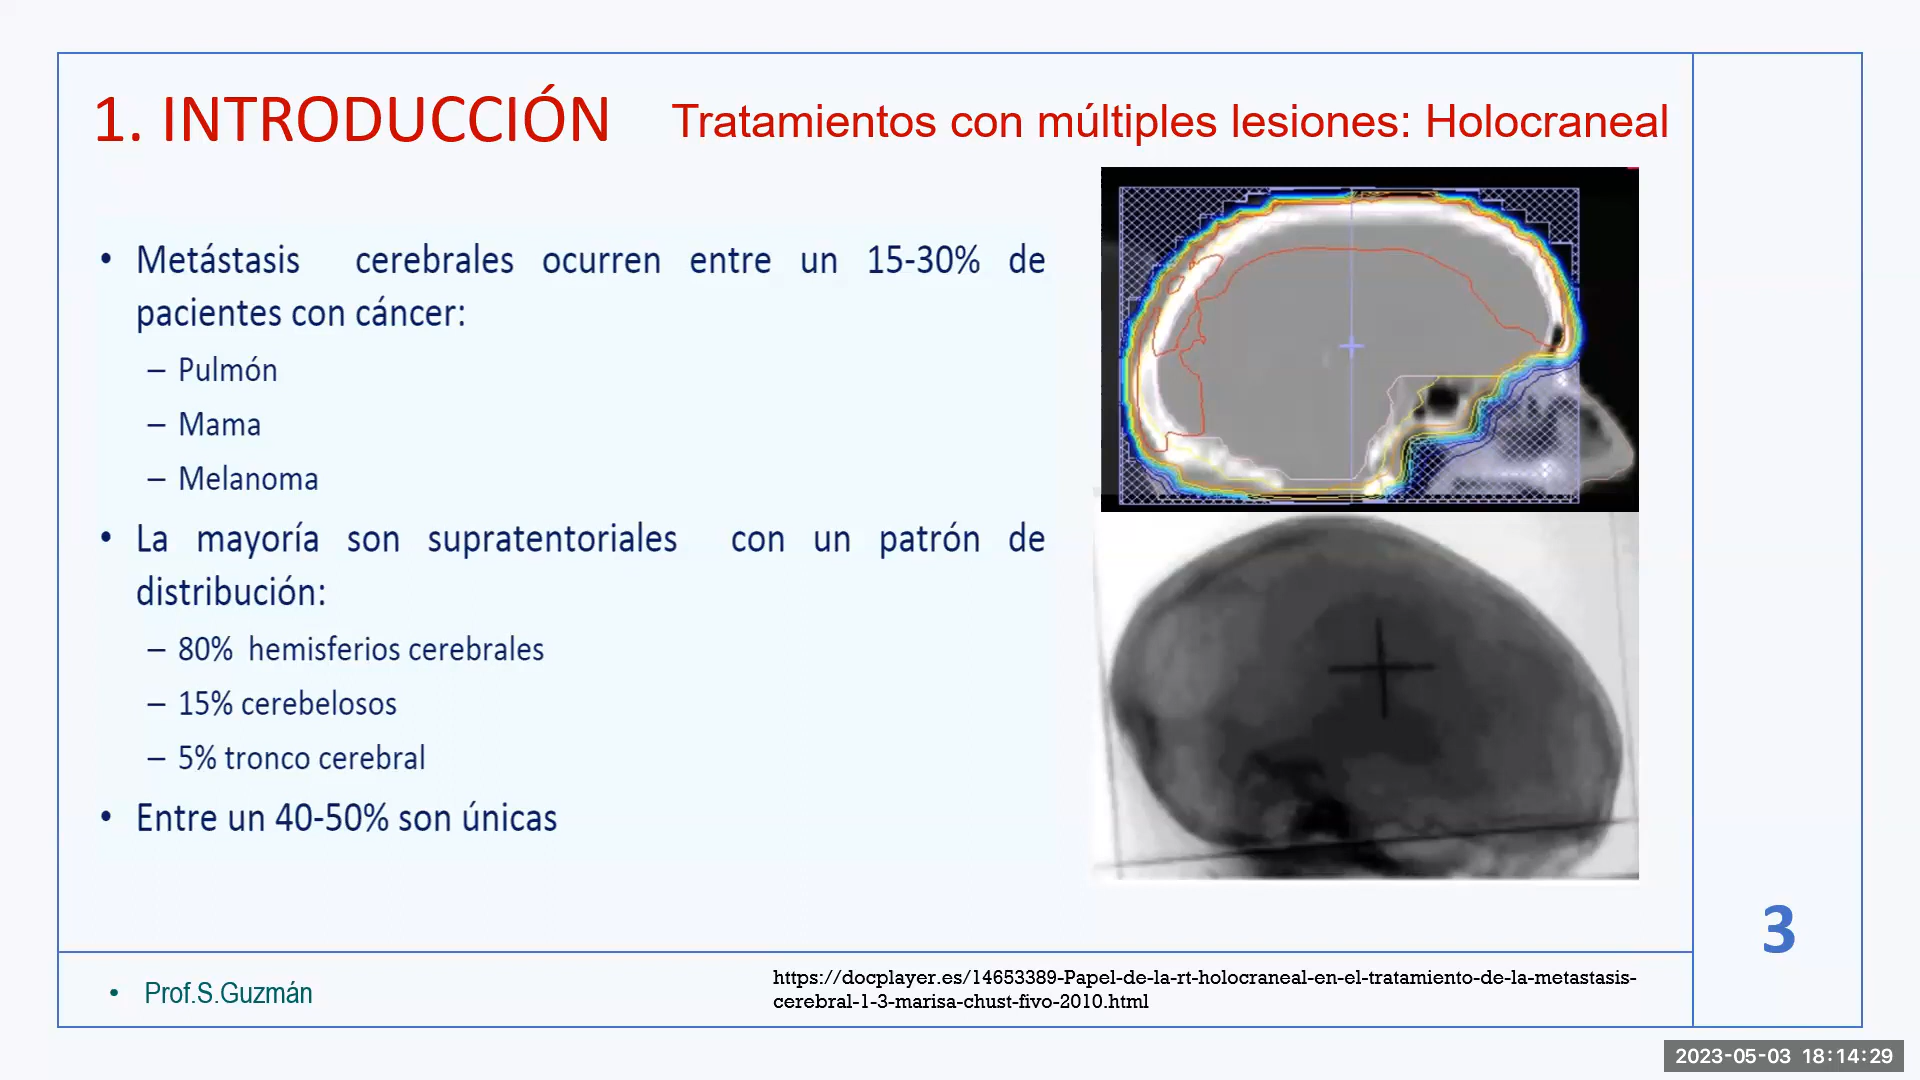 1. INTRODUCCIÓN
Tratamientos con múltiples lesiones: Holocraneal
• Metástasis cerebrales ocurren entre un 15-30% de
pacientes con cáncer:
– Pulmón
– Mama
– Melanoma
• La mayoría son supratentoriales con un patrón de
distribución:
– 80% hemisferios cerebrales
– 15% cerebelosos
– 5% tronco cerebral
• Entre un 40-50% son únicas
3
• Prof.S.Guzmán
https://docplayer.es/14653389-Papel-de-la-rt-holocraneal-en-el-tratamiento-de-la-metastasis-
cerebral-1-3-marisa-chust-fivo-2010.html
2023-05-03 18:14:29